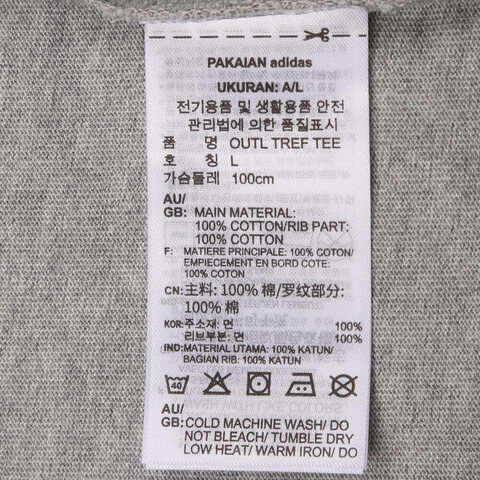 PAKAIAN adidas
UKURAN: A/L
전기용품 및 생활용품 안전
관리법에 의한 품질표시
품 명 OUTL TREF TEE
호 칭 L
가슴둘레 100cm
AU/
GB: MAIN MATERIAL:
100% COTTON/RIB PART:
100% COTTON
F: MATIERE PRINCIPALE: 100% COTON/
EMPIECEMENT EN BORD COTE:
100% COTON
CN: 主料: 100% 棉/罗纹部分:
100% 棉
KOR: 주소재: 면 100%
리브부분: 면 100%
IND: MATERIAL UTAMA: 100% KATUN/
BAGIAN RIB: 100% KATUN
40
AU/
GB: COLD MACHINE WASH/ DO
NOT BLEACH/ TUMBLE DRY
LOW HEAT/ WARM IRON/ DO